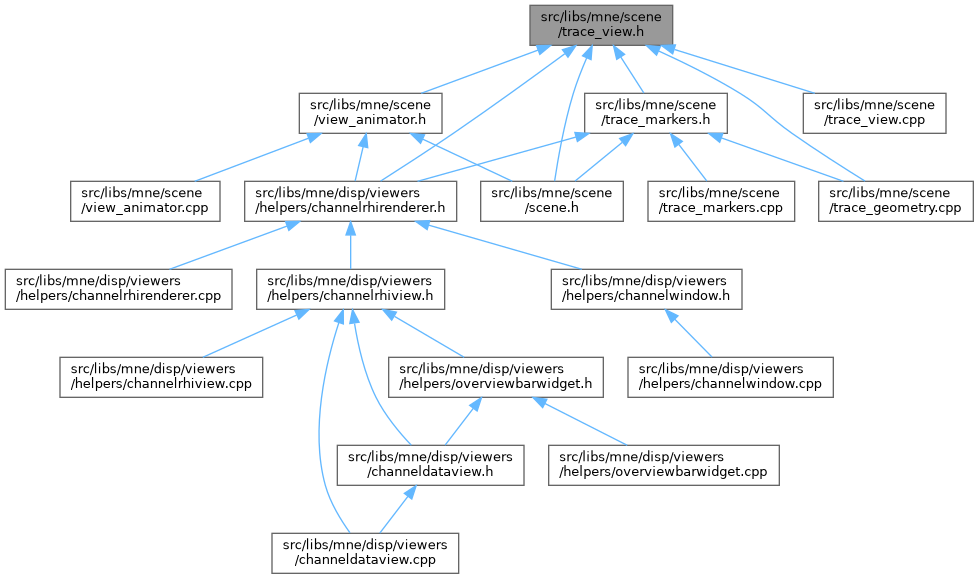 src/libs/mne/scene
/trace_view.h
src/libs/mne/scene
/view_animator.h
src/libs/mne/scene
/trace_markers.h
src/libs/mne/scene
/trace_view.cpp
src/libs/mne/scene
/view_animator.cpp
src/libs/mne/disp/viewers
/helpers/channelrhirenderer.h
src/libs/mne/scene
/scene.h
src/libs/mne/scene
/trace_markers.cpp
src/libs/mne/scene
/trace_geometry.cpp
src/libs/mne/disp/viewers
/helpers/channelrhirenderer.cpp
src/libs/mne/disp/viewers
/helpers/channelrhiview.h
src/libs/mne/disp/viewers
/helpers/channelwindow.h
src/libs/mne/disp/viewers
/helpers/channelrhiview.cpp
src/libs/mne/disp/viewers
/helpers/overviewbarwidget.h
src/libs/mne/disp/viewers
/helpers/channelwindow.cpp
src/libs/mne/disp/viewers
/channeldataview.h
src/libs/mne/disp/viewers
/helpers/overviewbarwidget.cpp
src/libs/mne/disp/viewers
/channeldataview.cpp